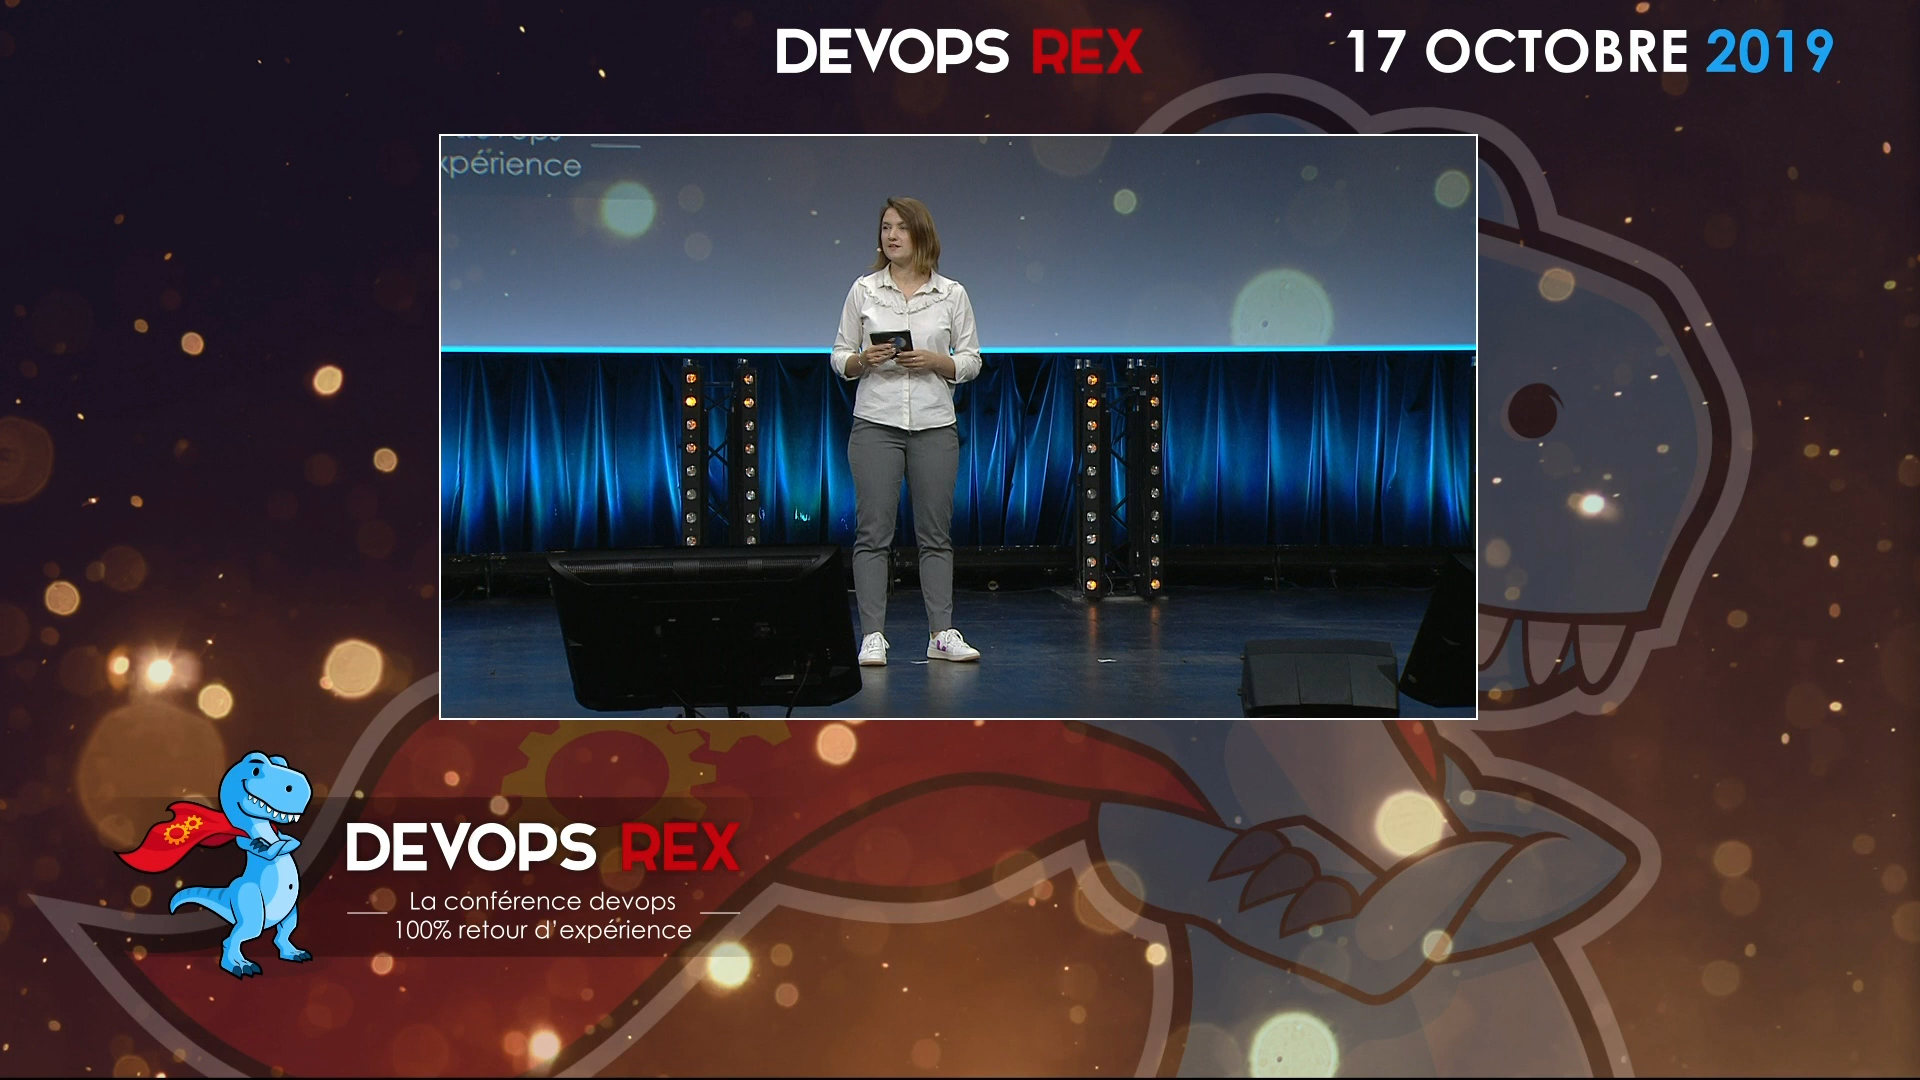 DEVOPS REX
17 OCTOBRE 2019
xpérience
DEVOPS REX
La conférence devops
100% retour d'expérience